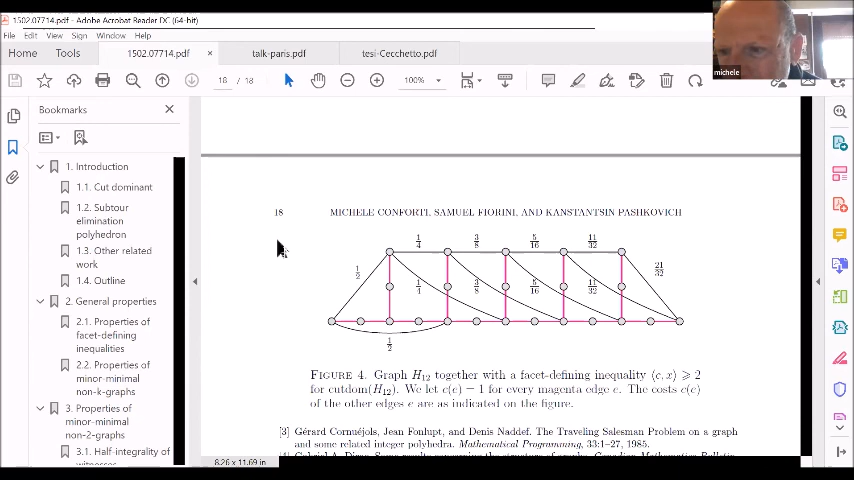 1502.07714.pdf - Adobe Acrobat Reader DC (64-bit)
File Edit View Sign Window Help
Home Tools 1502.07714.pdf × talk-paris.pdf tesi-Cecchetto.pdf
18 / 18 100%
michele
Bookmarks
1. Introduction
1.1. Cut dominant
1.2. Subtour
elimination
polyhedron
1.3. Other related
work
1.4. Outline
2. General properties
2.1. Properties of
facet-defining
inequalities
2.2. Properties of
minor-minimal
non-k-graphs
3. Properties of
minor-minimal
non-2-graphs
3.1. Half-integrality of
witnesses
18 MICHELE CONFORTI, SAMUEL FIORINI, AND KANSTANTSIN PASHKOVICH
1/4 3/8 5/16 11/32
1/2 21/32
1/4 3/8 5/16 11/32
1/2
FIGURE 4. Graph H12 together with a facet-defining inequality ⟨c, x⟩ ⩾ 2
for cutdom(H12). We let c(e) = 1 for every magenta edge e. The costs c(e)
of the other edges e are as indicated on the figure.
[3] Gérard Cornuéjols, Jean Fonlupt, and Denis Naddef. The Traveling Salesman Problem on a graph
and some related integer polyhedra. Mathematical Programming, 33:1–27, 1985.
8.26 x 11.69 in